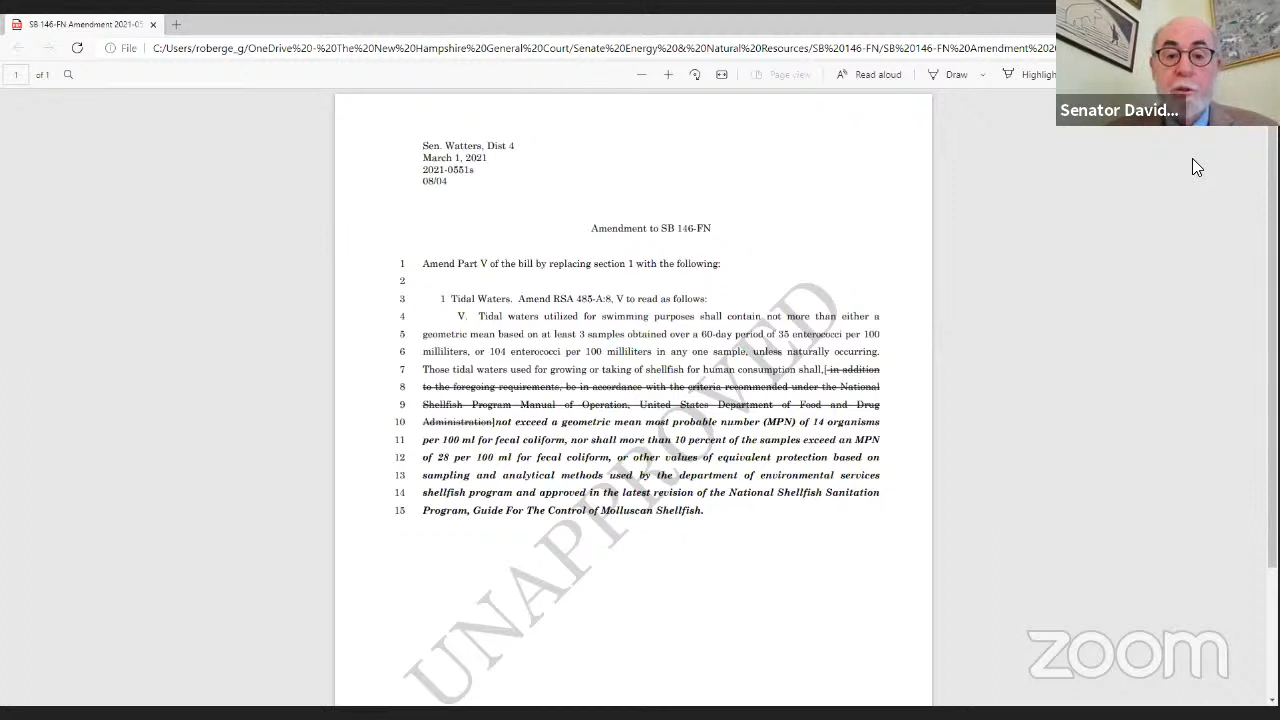 SB 146-FN Amendment 2021-05
File
C:/Users/roberge_g/OneDrive%20-%20The%20New%20Hampshire%20General%20Court/Senate%20Energy%20&%20Natural%20Resources/SB%20146-FN/SB%20146-FN%20Amendment%20
1 of 1
Page view
Read aloud
Draw
Highligh
Senator David...
Sen. Watters, Dist 4
March 1, 2021
2021-0551s
08/04
Amendment to SB 146-FN
1 Amend Part V of the bill by replacing section 1 with the following:
2
3 1 Tidal Waters. Amend RSA 485-A:8, V to read as follows:
4 V. Tidal waters utilized for swimming purposes shall contain not more than either a
5 geometric mean based on at least 3 samples obtained over a 60-day period of 35 enterococci per 100
6 milliliters, or 104 enterococci per 100 milliliters in any one sample, unless naturally occurring.
7 Those tidal waters used for growing or taking of shellfish for human consumption shall,[ in addition
8 to the foregoing requirements, be in accordance with the criteria recommended under the National
9 Shellfish Program Manual of Operation, United States Department of Food and Drug
10 Administration]not exceed a geometric mean most probable number (MPN) of 14 organisms
11 per 100 ml for fecal coliform, nor shall more than 10 percent of the samples exceed an MPN
12 of 28 per 100 ml for fecal coliform, or other values of equivalent protection based on
13 sampling and analytical methods used by the department of environmental services
14 shellfish program and approved in the latest revision of the National Shellfish Sanitation
15 Program, Guide For The Control of Molluscan Shellfish.
UNAPPROVED
zoom